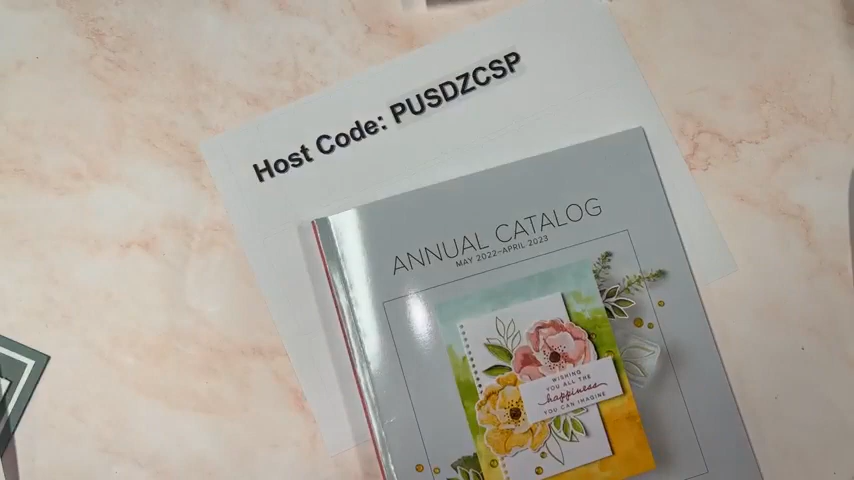 Host Code: PUSDZCSP
ANNUAL CATALOG
MAY 2022–APRIL 2023
WISHING
YOU ALL THE
happiness
YOU CAN IMAGINE